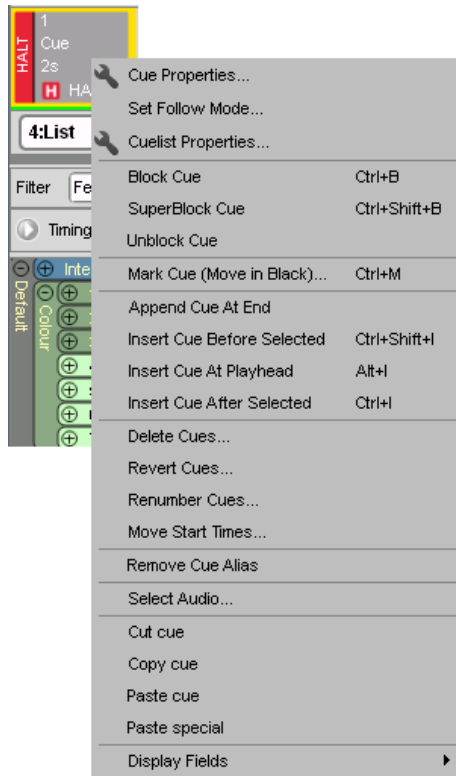 1
Cue
2s
HALT
H HA
4:List
Filter Fe
Timing
Inte
Default
Colour
Cue Properties...
Set Follow Mode...
Cuelist Properties...
Block Cue Ctrl+B
SuperBlock Cue Ctrl+Shift+B
Unblock Cue
Mark Cue (Move in Black)... Ctrl+M
Append Cue At End
Insert Cue Before Selected Ctrl+Shift+I
Insert Cue At Playhead Alt+I
Insert Cue After Selected Ctrl+I
Delete Cues...
Revert Cues...
Renumber Cues...
Move Start Times...
Remove Cue Alias
Select Audio...
Cut cue
Copy cue
Paste cue
Paste special
Display Fields